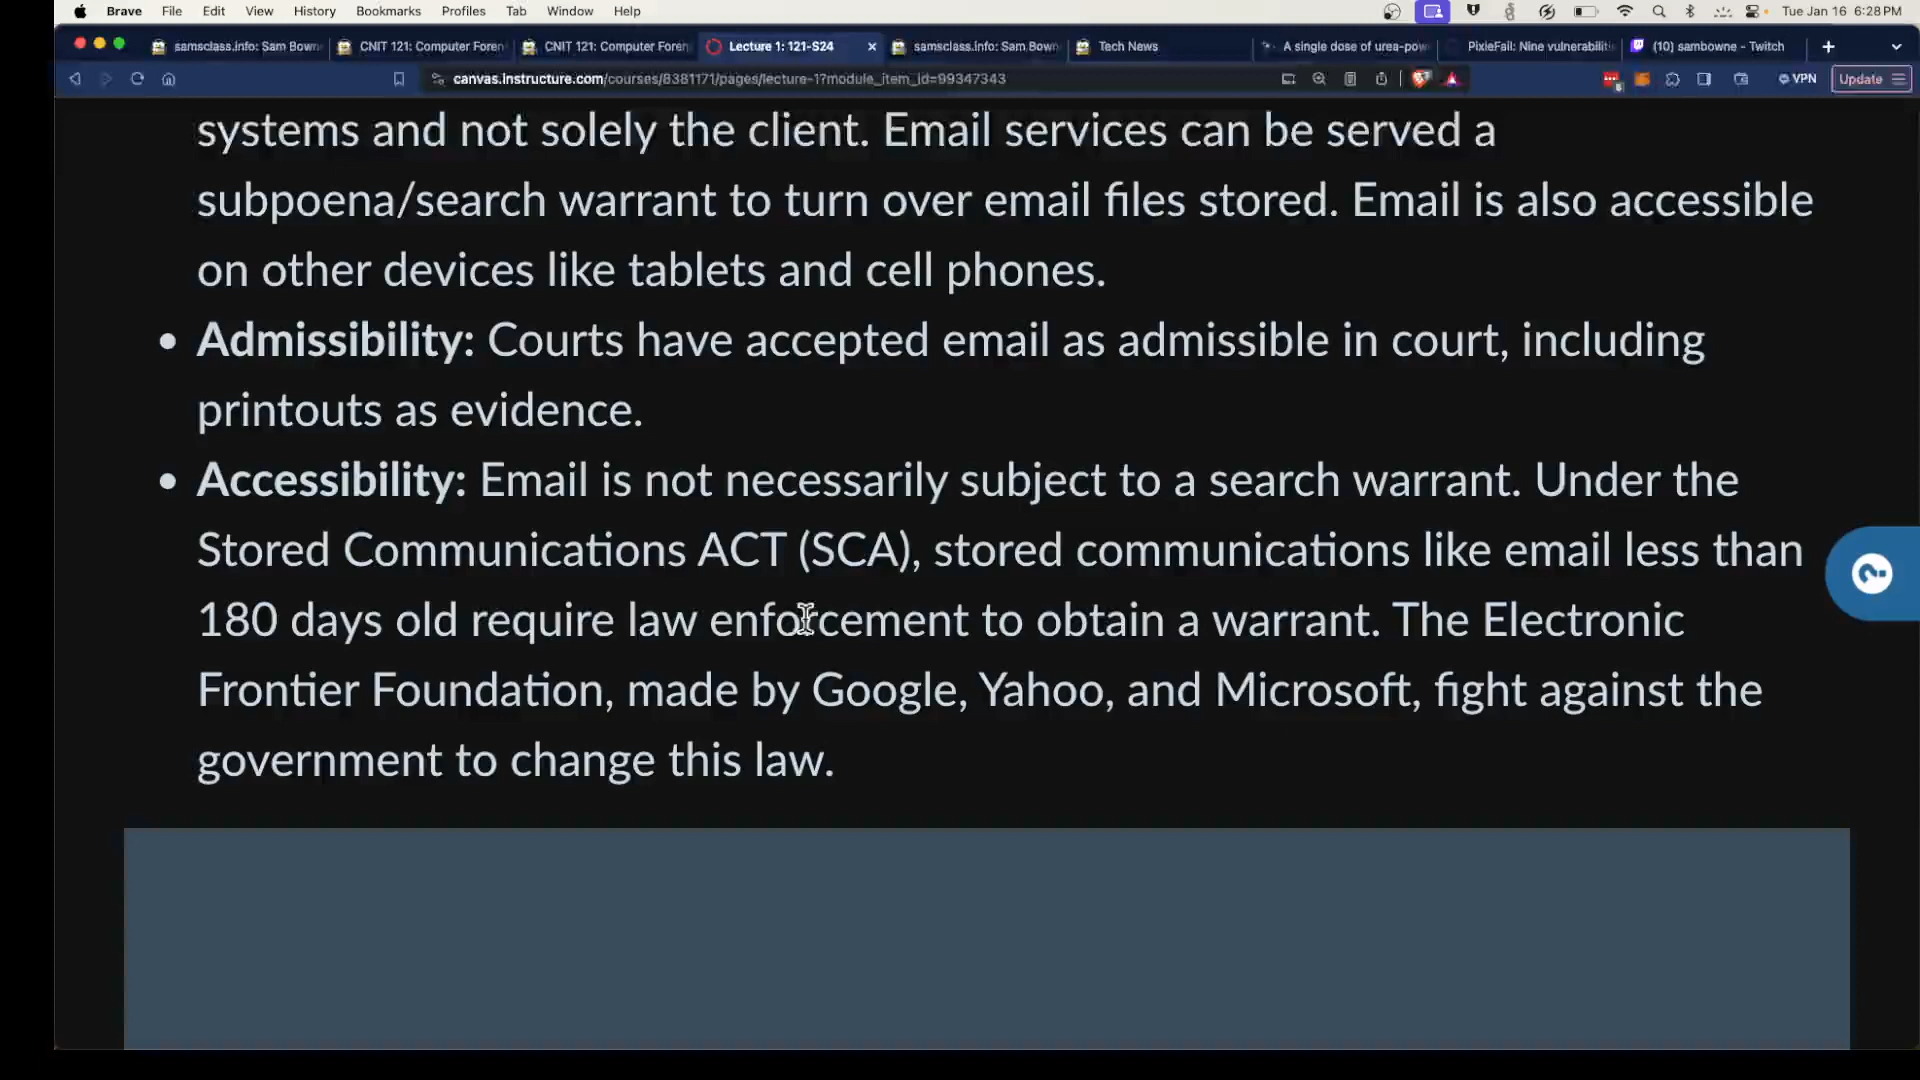 Brave File Edit View History Bookmarks Profiles Tab Window Help Tue Jan 16 6:28 PM
samsclass.info: Sam Bown CNIT 121: Computer Foren CNIT 121: Computer Foren Lecture 1: 121-S24 samsclass.info: Sam Bown Tech News A single dose of urea-pow PixieFail: Nine vulnerabiliti (10) sambowne - Twitch
canvas.instructure.com/courses/8381171/pages/lecture-1?module_item_id=99347343 VPN Update
systems and not solely the client. Email services can be served a
subpoena/search warrant to turn over email files stored. Email is also accessible
on other devices like tablets and cell phones.
• Admissibility: Courts have accepted email as admissible in court, including
printouts as evidence.
• Accessibility: Email is not necessarily subject to a search warrant. Under the
Stored Communications ACT (SCA), stored communications like email less than
180 days old require law enforcement to obtain a warrant. The Electronic
Frontier Foundation, made by Google, Yahoo, and Microsoft, fight against the
government to change this law.